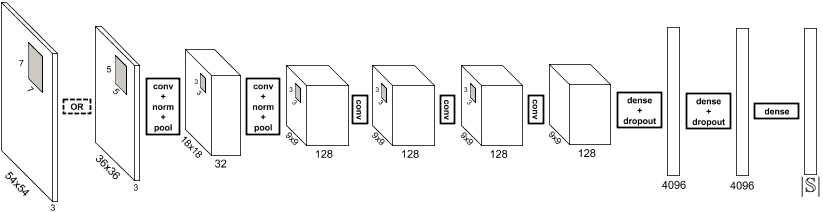 7
7
54x54
3
OR
5
5
36x36
3
conv
+
norm
+
pool
3
3
18x18
32
conv
+
norm
+
pool
3
3
9x9
128
conv
3
3
9x9
128
conv
3
3
9x9
128
conv
9x9
128
dense
+
dropout
4096
dense
+
dropout
4096
dense
|𝕊|